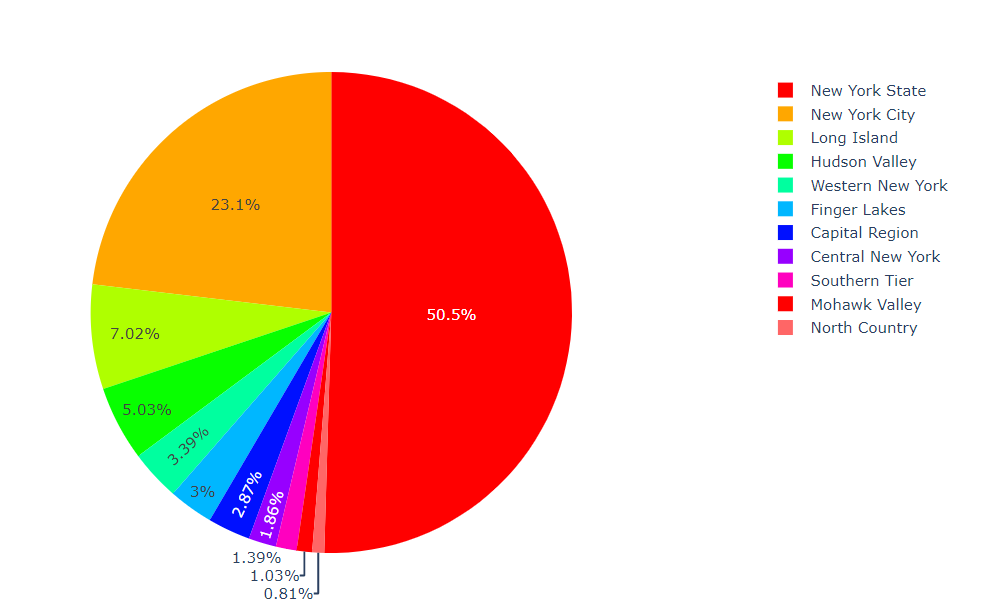 New York State
New York City
Long Island
Hudson Valley
Western New York
Finger Lakes
Capital Region
Central New York
Southern Tier
Mohawk Valley
North Country
23.1%
50.5%
7.02%
5.03%
3.39%
3%
2.87%
1.86%
1.39%
1.03%
0.81%